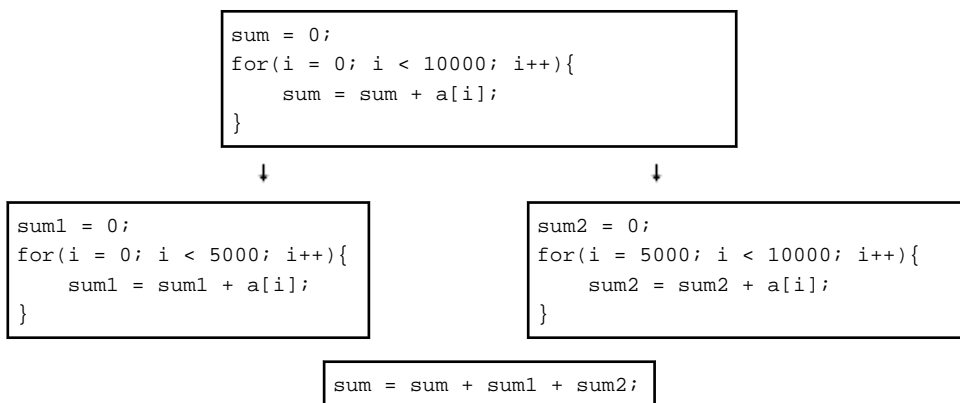 sum = 0;
for(i = 0; i < 10000; i++){
    sum = sum + a[i];
}
sum1 = 0;
for(i = 0; i < 5000; i++){
    sum1 = sum1 + a[i];
}
sum2 = 0;
for(i = 5000; i < 10000; i++){
    sum2 = sum2 + a[i];
}
sum = sum + sum1 + sum2;